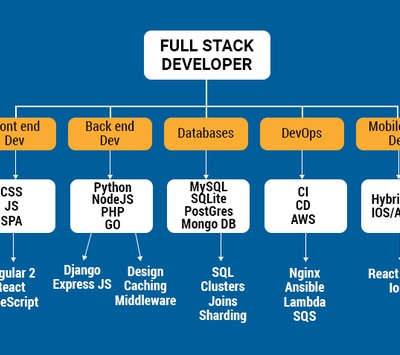 FULL STACK
DEVELOPER
ont end
Dev
Back end
Dev
Databases
DevOps
Mobile
De
CSS
JS
SPA
Python
NodeJS
PHP
GO
MySQL
SQLite
PostGres
Mongo DB
CI
CD
AWS
Hybri
IOS/A
gular 2
React
eScript
Django
Express JS
Design
Caching
Middleware
SQL
Clusters
Joins
Sharding
Nginx
Ansible
Lambda
SQS
React
Io